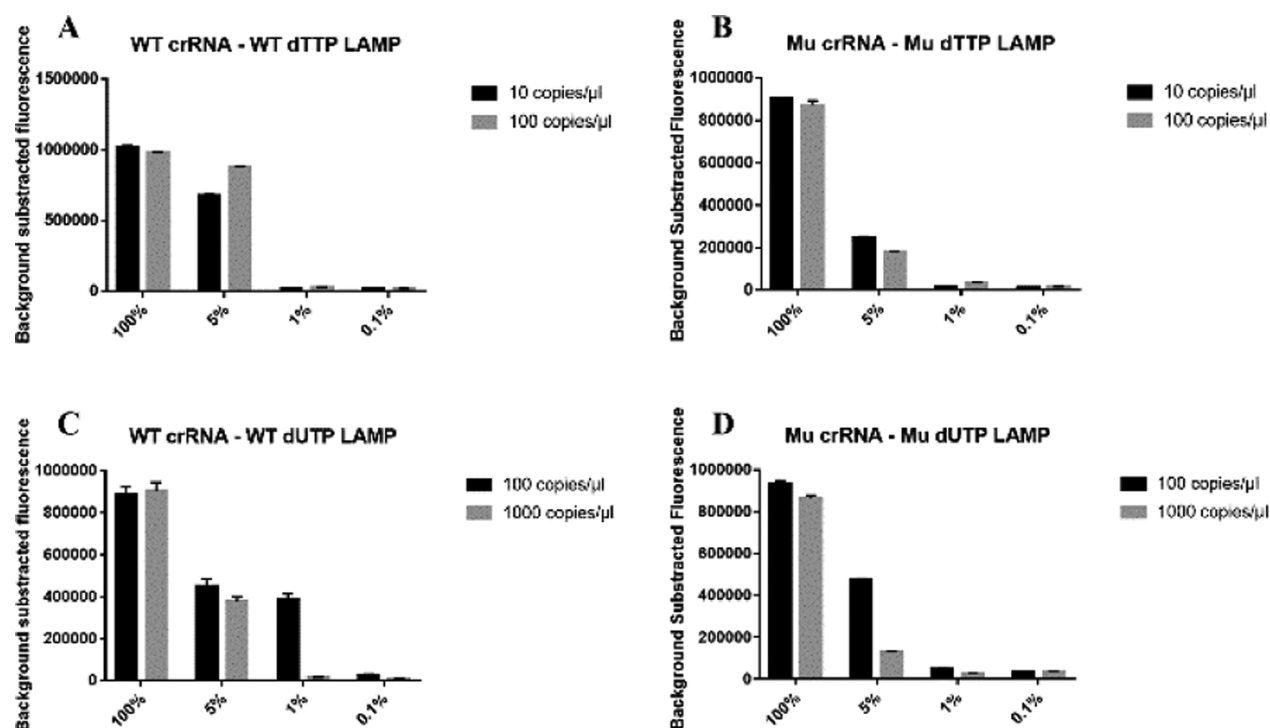 A
WT crRNA - WT dTTP LAMP
Background substracted fluorescence
1500000
1000000
500000
0
100%
5%
1%
0.1%
10 copies/µl
100 copies/µl
B
Mu crRNA - Mu dTTP LAMP
Background Substracted Fluorescence
1000000
800000
600000
400000
200000
0
100%
5%
1%
0.1%
10 copies/µl
100 copies/µl
C
WT crRNA - WT dUTP LAMP
Background substracted fluorescence
1000000
800000
600000
400000
200000
0
100%
5%
1%
0.1%
100 copies/µl
1000 copies/µl
D
Mu crRNA - Mu dUTP LAMP
Background Substracted Fluorescence
1000000
800000
600000
400000
200000
0
100%
5%
1%
0.1%
100 copies/µl
1000 copies/µl